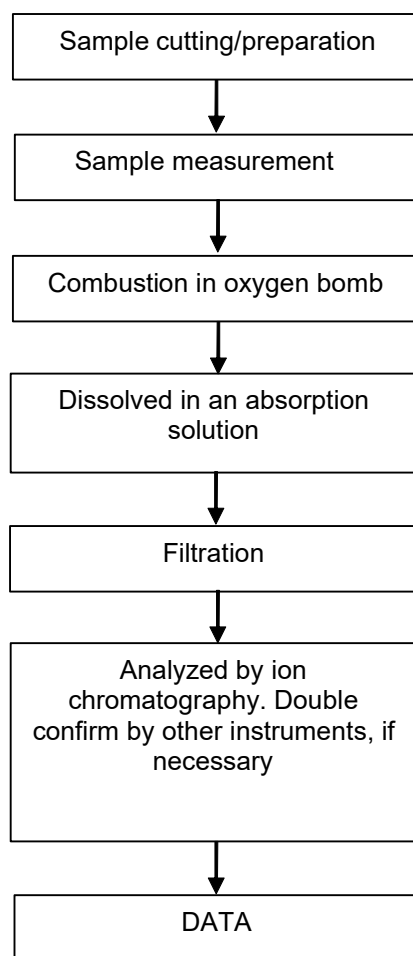 Sample cutting/preparation
Sample measurement
Combustion in oxygen bomb
Dissolved in an absorption
solution
Filtration
Analyzed by ion
chromatography. Double
confirm by other instruments, if
necessary
DATA